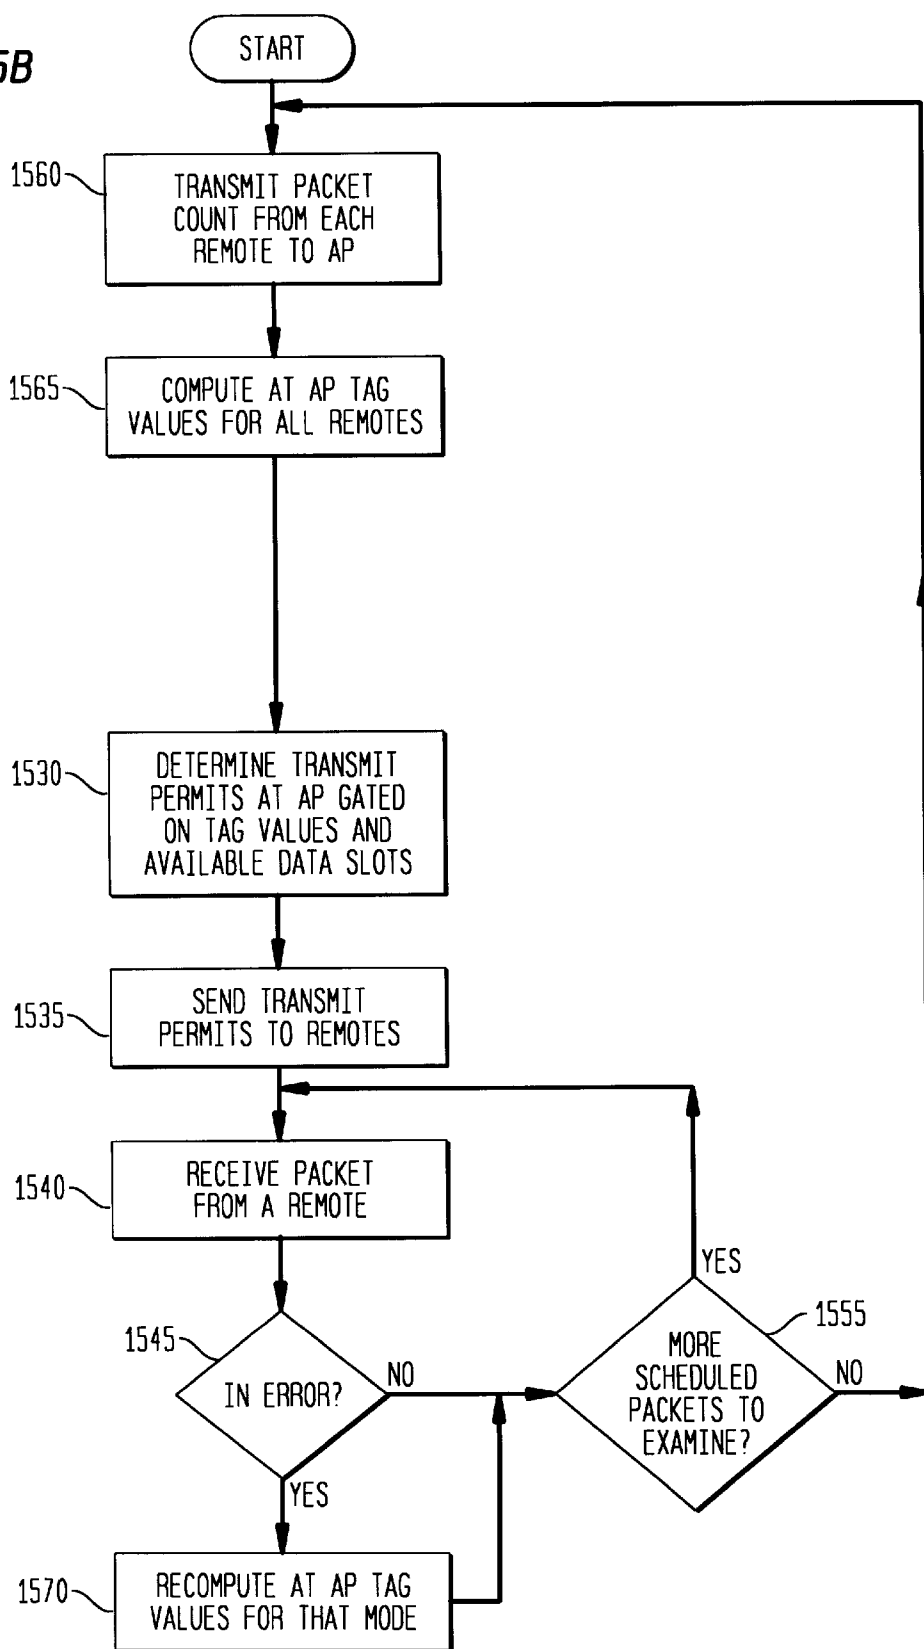 5B
START
1560
TRANSMIT PACKET
COUNT FROM EACH
REMOTE TO AP
1565
COMPUTE AT AP TAG
VALUES FOR ALL REMOTES
1530
DETERMINE TRANSMIT
PERMITS AT AP GATED
ON TAG VALUES AND
AVAILABLE DATA SLOTS
1535
SEND TRANSMIT
PERMITS TO REMOTES
1540
RECEIVE PACKET
FROM A REMOTE
1545
IN ERROR?
NO
YES
YES
1555
MORE
SCHEDULED
PACKETS TO
EXAMINE?
NO
1570
RECOMPUTE AT AP TAG
VALUES FOR THAT MODE